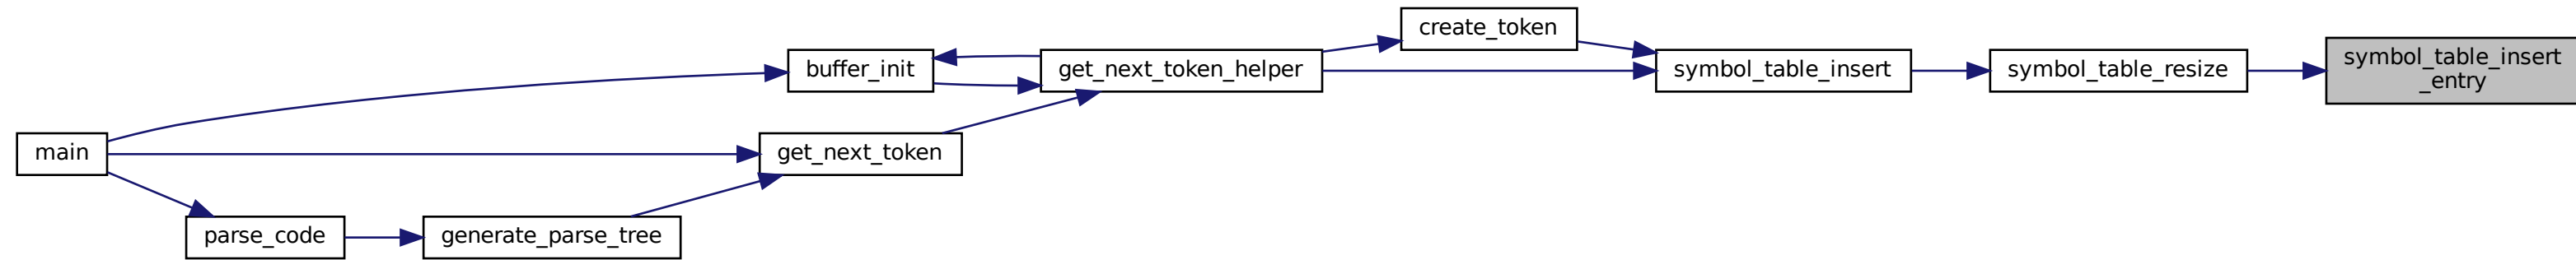 create_token
symbol_table_insert
_entry
buffer_init
get_next_token_helper
symbol_table_insert
symbol_table_resize
main
get_next_token
parse_code
generate_parse_tree